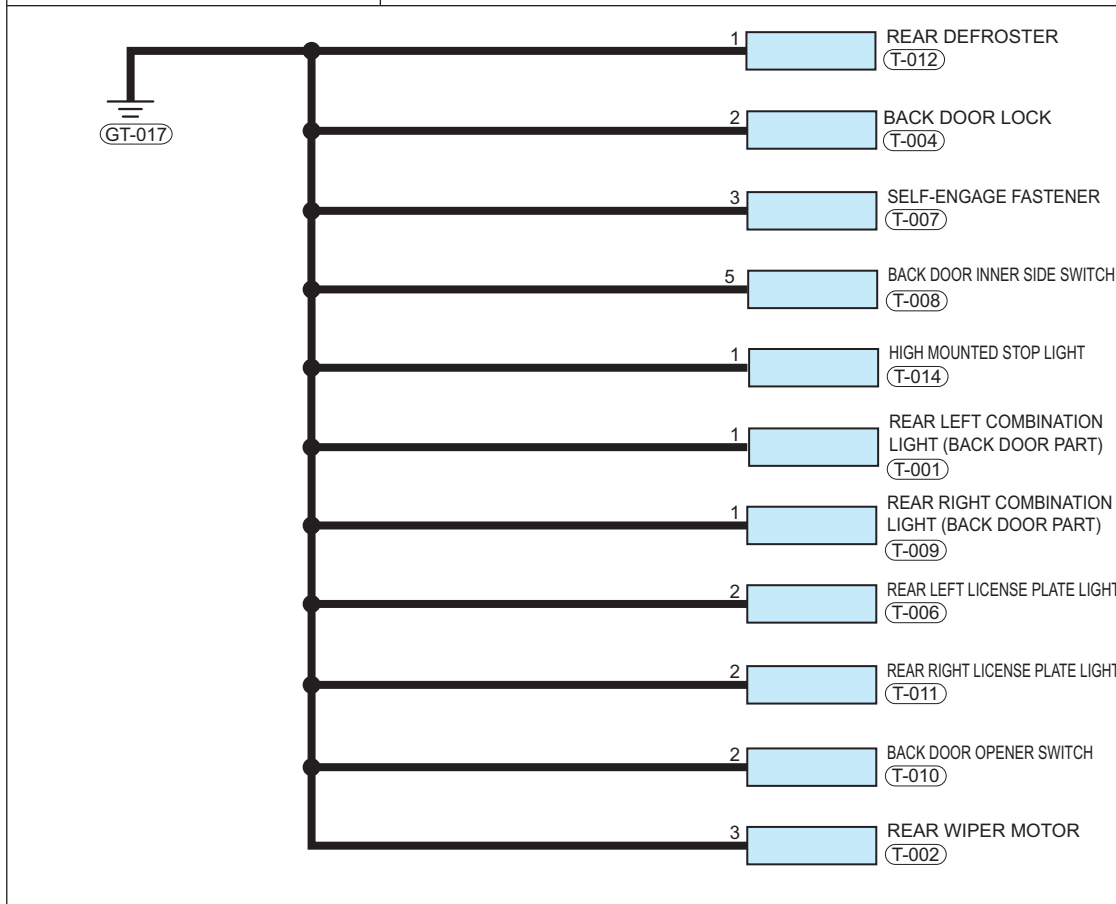 1
REAR DEFROSTER
T-012
GT-017
2
BACK DOOR LOCK
T-004
3
SELF-ENGAGE FASTENER
T-007
5
BACK DOOR INNER SIDE SWITCH
T-008
1
HIGH MOUNTED STOP LIGHT
T-014
1
REAR LEFT COMBINATION
LIGHT (BACK DOOR PART)
T-001
1
REAR RIGHT COMBINATION
LIGHT (BACK DOOR PART)
T-009
2
REAR LEFT LICENSE PLATE LIGHT
T-006
2
REAR RIGHT LICENSE PLATE LIGHT
T-011
2
BACK DOOR OPENER SWITCH
T-010
3
REAR WIPER MOTOR
T-002